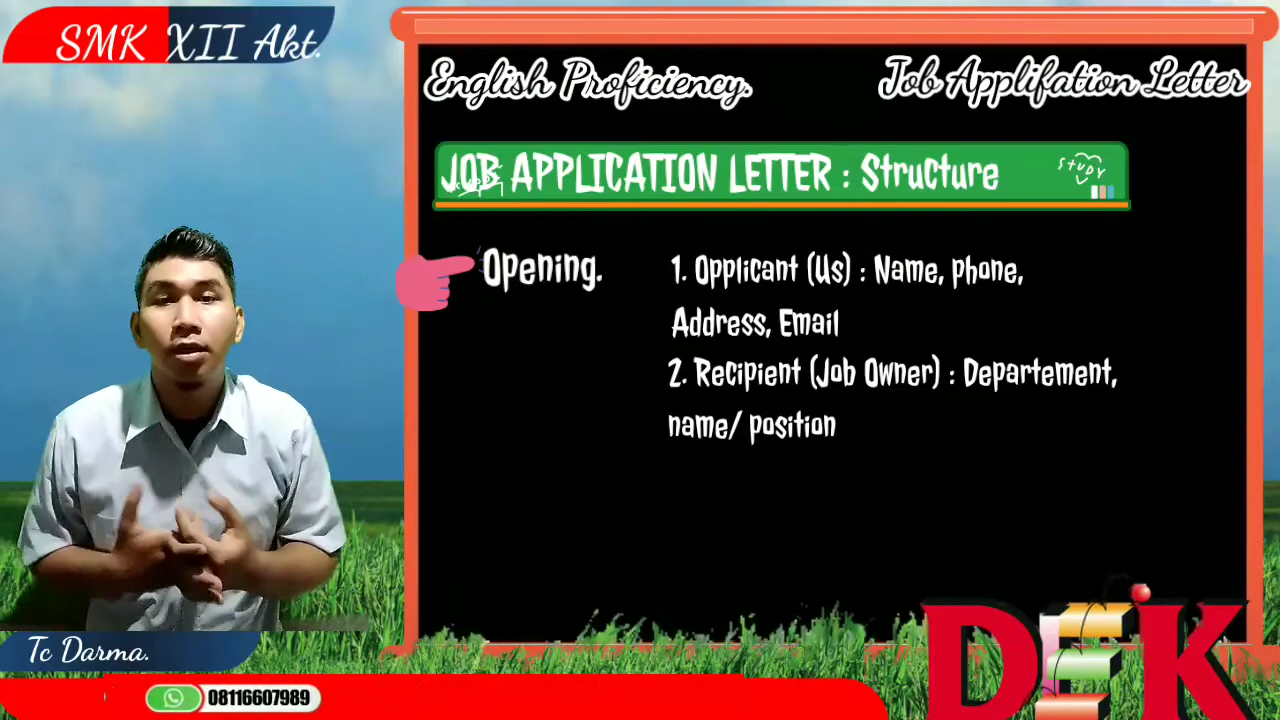 SMK XII Akt.
English Proficiency.
Job Applifation Letter
JOB APPLICATION LETTER : Structure
STUDY
Opening.
1. Opplicant (Us) : Name, phone,
Address, Email
2. Recipient (Job Owner) : Departement,
name/ position
Tc Darma.
08116607989
DEK